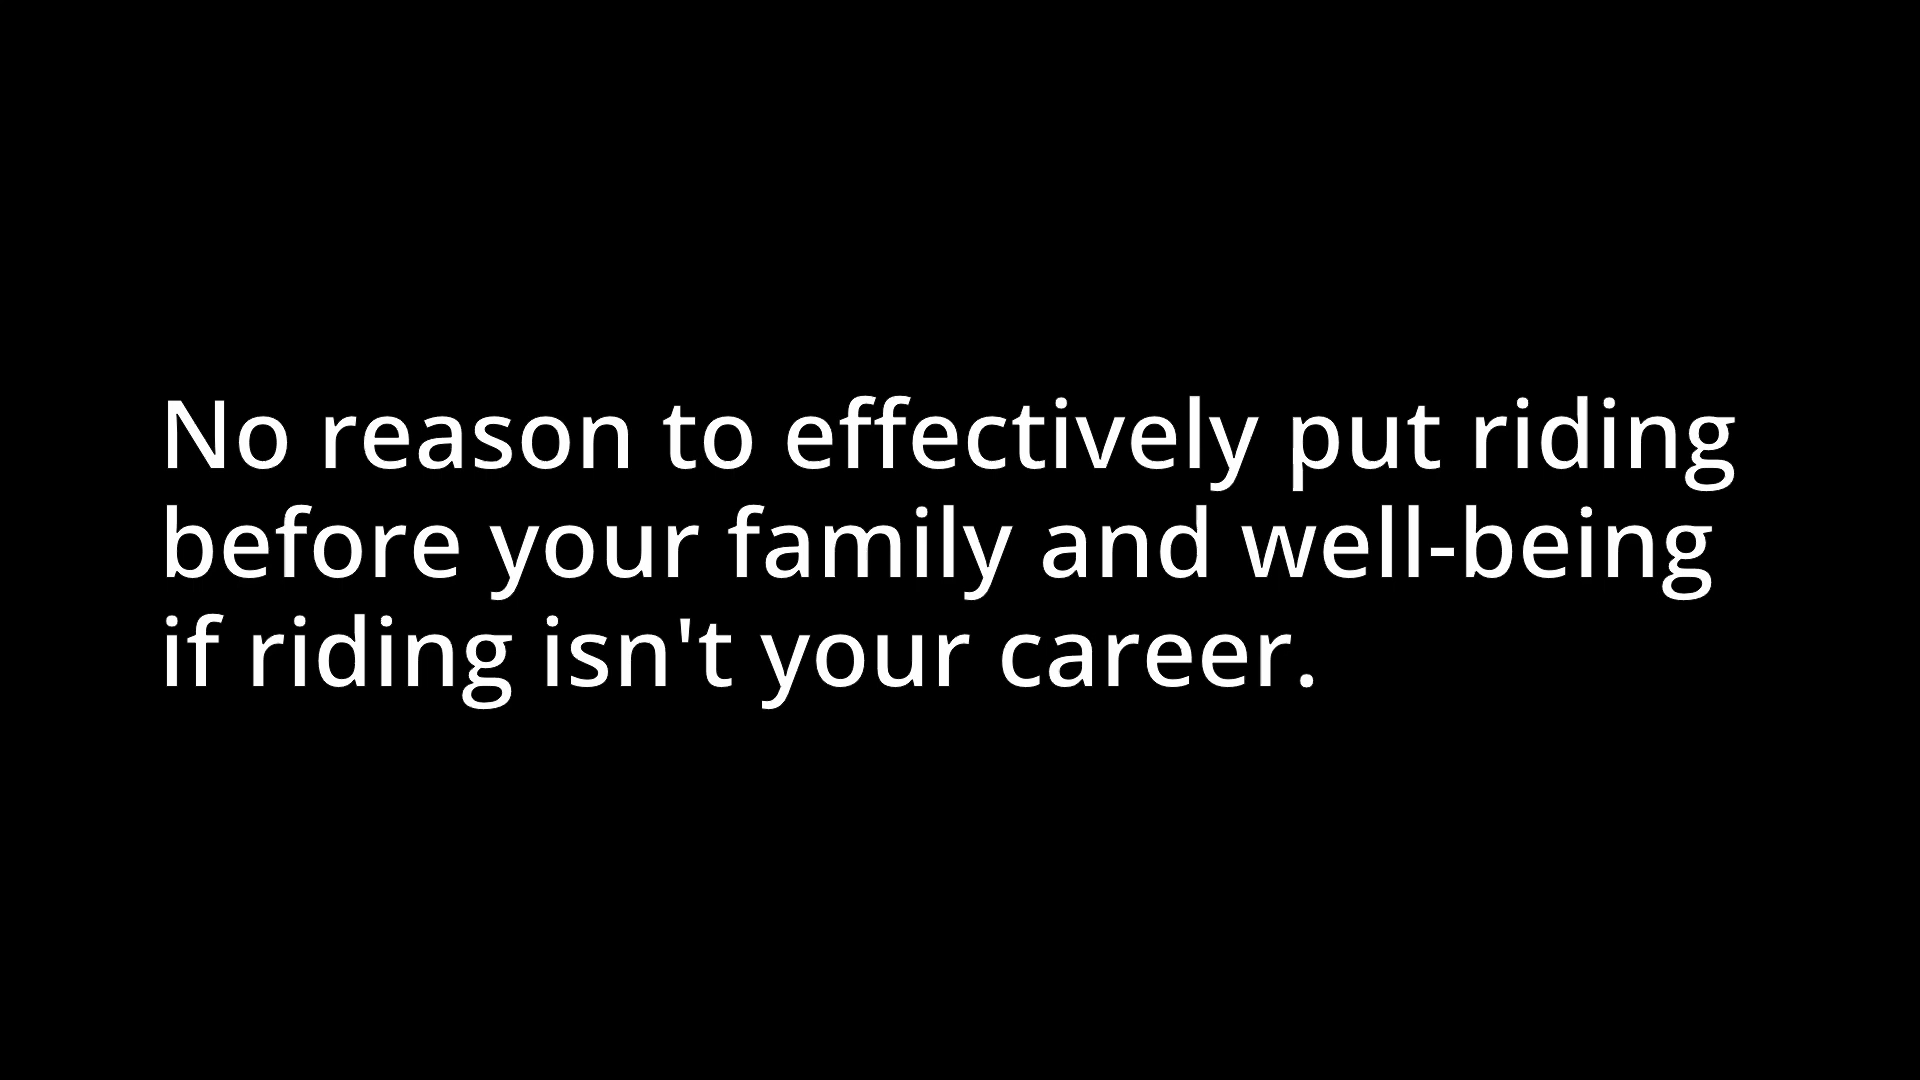 No reason to effectively put riding
before your family and well-being
if riding isn't your career.